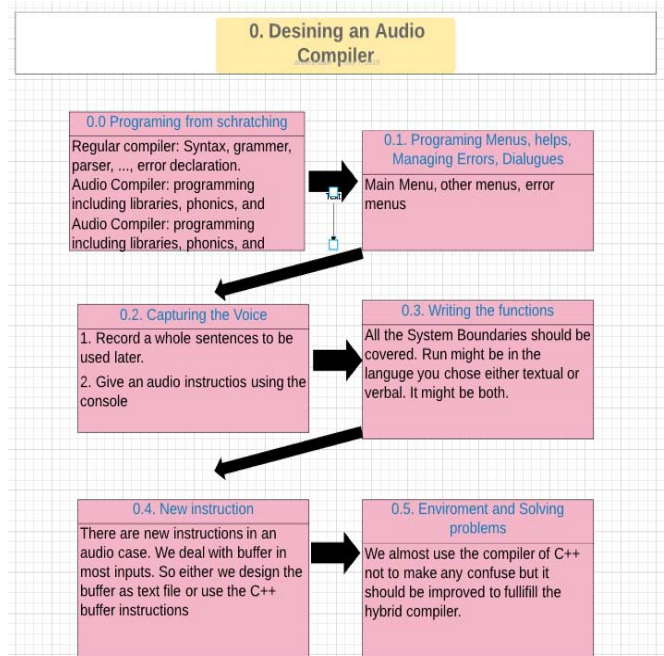 0. Desining an Audio
Compiler
0.0 Programing from schratching
Regular compiler: Syntax, grammer,
parser, ..., error declaration.
Audio Compiler: programming
including libraries, phonics, and
Audio Compiler: programming
including libraries, phonics, and
0.1. Programing Menus, helps,
Managing Errors, Dialugues
Main Menu, other menus, error
menus
Text
0.2. Capturing the Voice
1. Record a whole sentences to be
used later.
2. Give an audio instructios using the
console
0.3. Writing the functions
All the System Boundaries should be
covered. Run might be in the
languge you chose either textual or
verbal. It might be both.
0.4. New instruction
There are new instructions in an
audio case. We deal with buffer in
most inputs. So either we design the
buffer as text file or use the C++
buffer instructions
0.5. Enviroment and Solving
problems
We almost use the compiler of C++
not to make any confuse but it
should be improved to fullifill the
hybrid compiler.